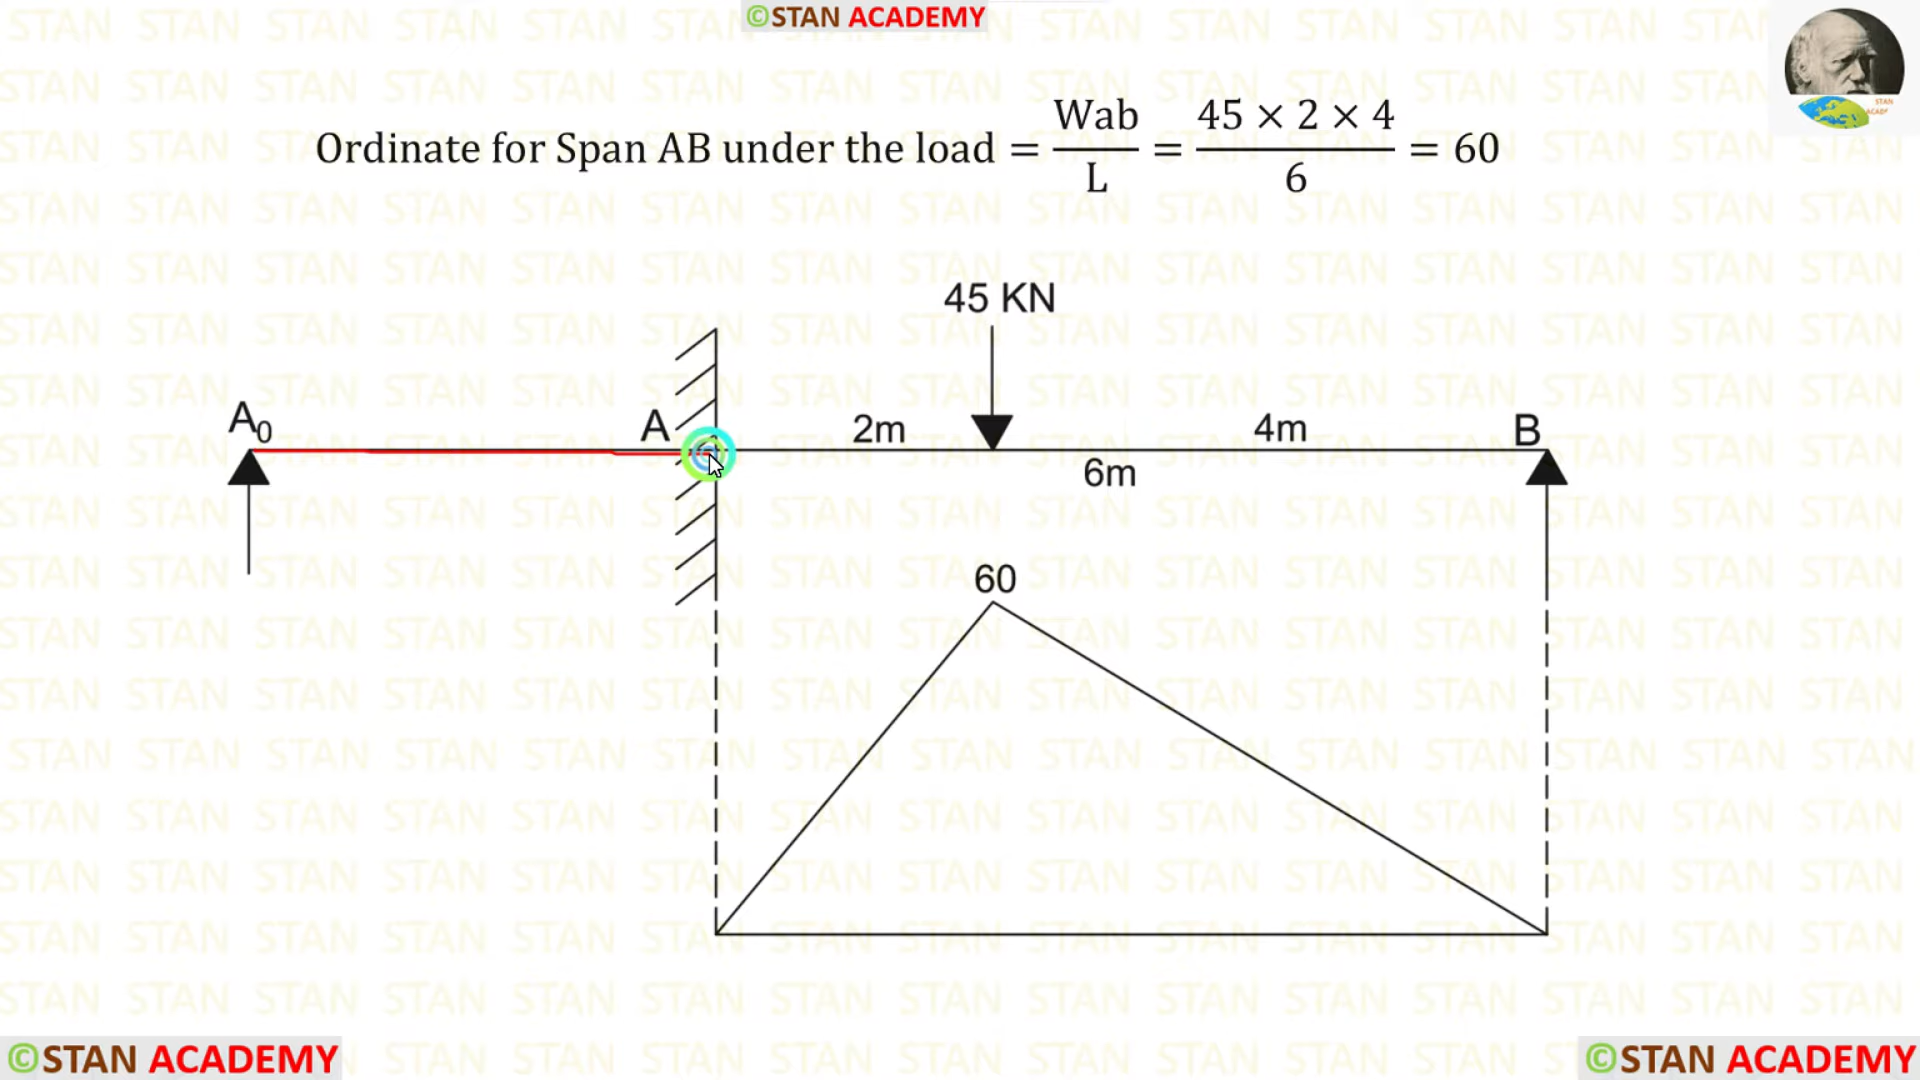 ©STAN ACADEMY
Ordinate for Span AB under the load = Wab / L = 45 × 2 × 4 / 6 = 60
45 KN
A₀
A
2m
4m
B
6m
60
©STAN ACADEMY
©STAN ACADEMY